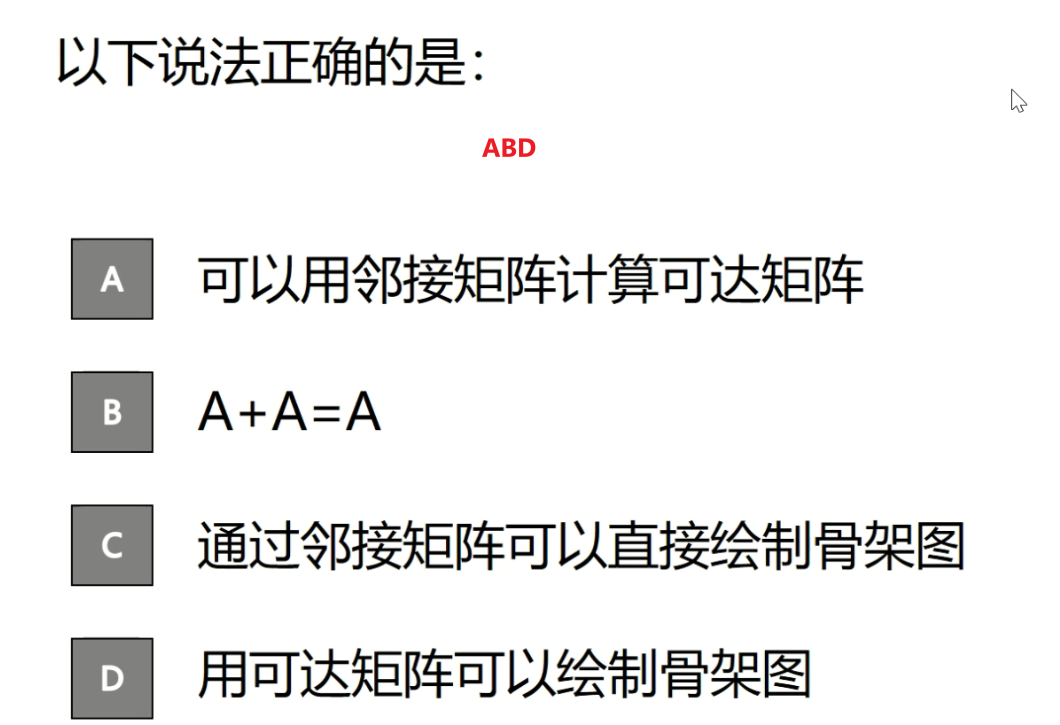 以下说法正确的是：
ABD
A 可以用邻接矩阵计算可达矩阵
B A+A=A
C 通过邻接矩阵可以直接绘制骨架图
D 用可达矩阵可以绘制骨架图